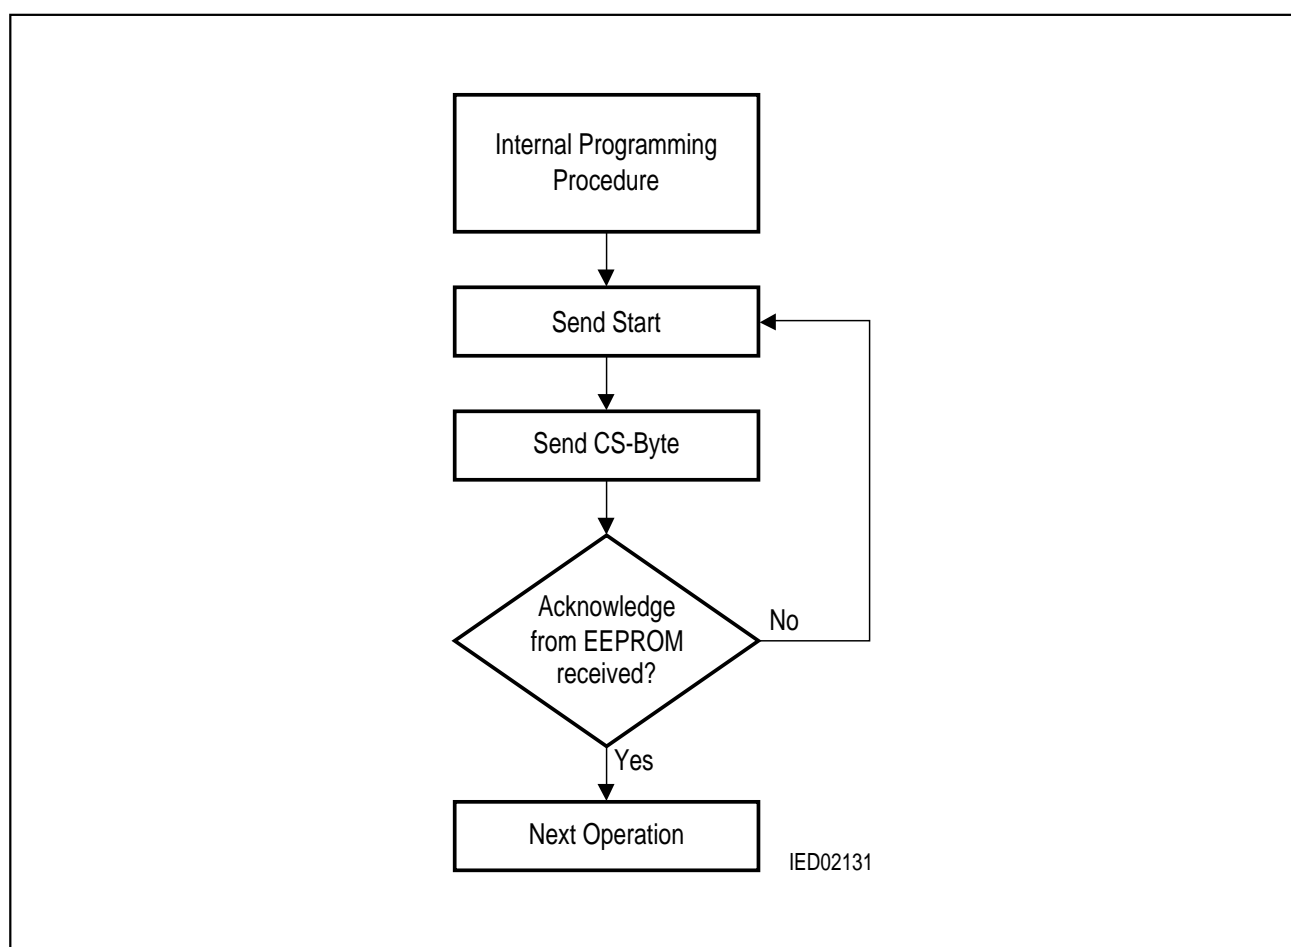 Internal Programming
Procedure
Send Start
Send CS-Byte
Acknowledge
from EEPROM
received?
No
Yes
Next Operation
IED02131